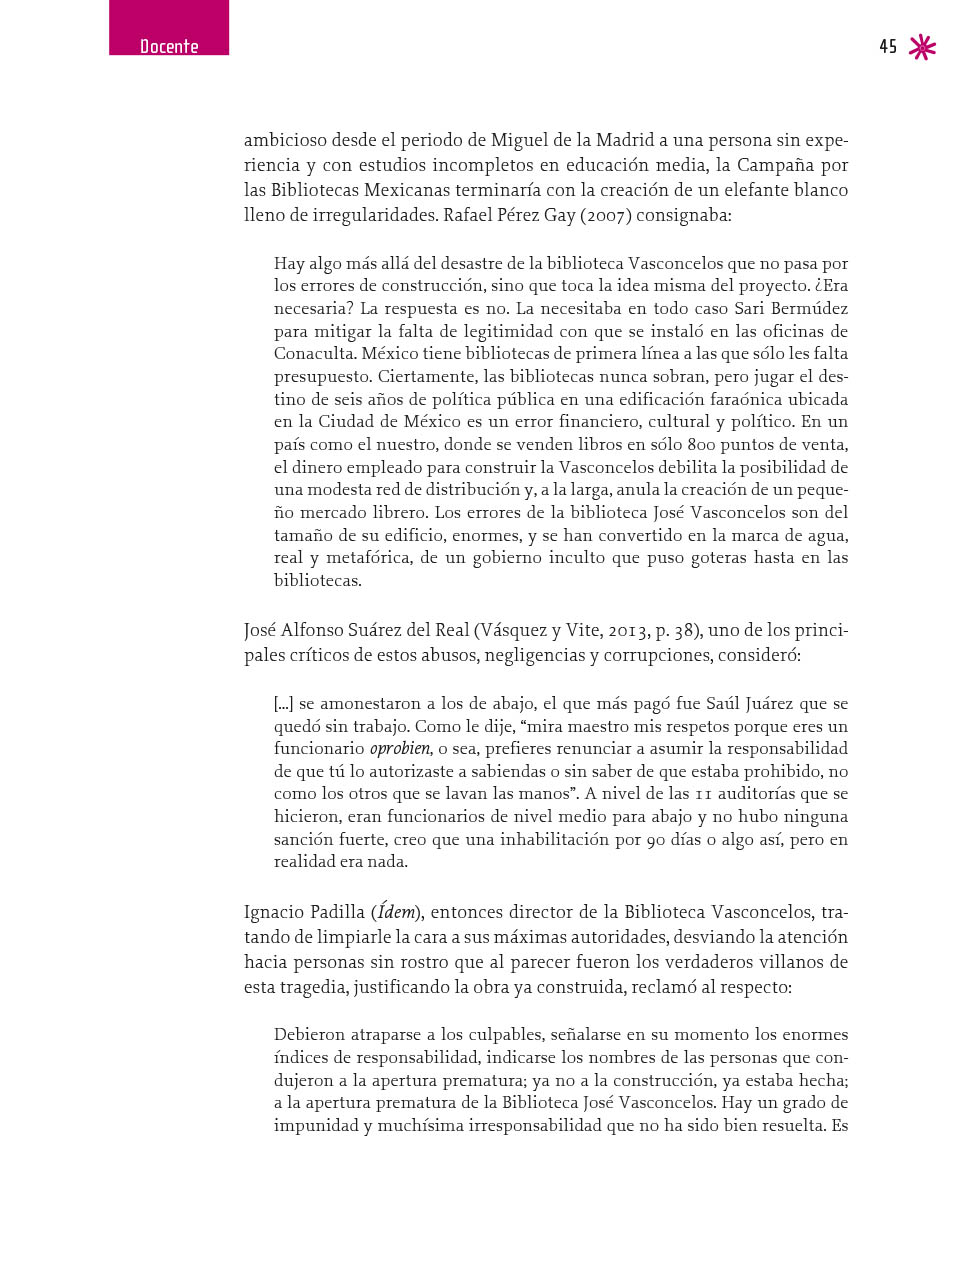 Docente
45
ambicioso desde el periodo de Miguel de la Madrid a una persona sin expe-
riencia y con estudios incompletos en educación media, la Campaña por
las Bibliotecas Mexicanas terminaría con la creación de un elefante blanco
lleno de irregularidades. Rafael Pérez Gay (2007) consignaba:
Hay algo más allá del desastre de la biblioteca Vasconcelos que no pasa por
los errores de construcción, sino que toca la idea misma del proyecto. ¿Era
necesaria? La respuesta es no. La necesitaba en todo caso Sari Bermúdez
para mitigar la falta de legitimidad con que se instaló en las oficinas de
Conaculta. México tiene bibliotecas de primera línea a las que sólo les falta
presupuesto. Ciertamente, las bibliotecas nunca sobran, pero jugar el des-
tino de seis años de política pública en una edificación faraónica ubicada
en la Ciudad de México es un error financiero, cultural y político. En un
país como el nuestro, donde se venden libros en sólo 800 puntos de venta,
el dinero empleado para construir la Vasconcelos debilita la posibilidad de
una modesta red de distribución y, a la larga, anula la creación de un peque-
ño mercado librero. Los errores de la biblioteca José Vasconcelos son del
tamaño de su edificio, enormes, y se han convertido en la marca de agua,
real y metafórica, de un gobierno inculto que puso goteras hasta en las
bibliotecas.
José Alfonso Suárez del Real (Vásquez y Vite, 2013, p. 38), uno de los princi-
pales críticos de estos abusos, negligencias y corrupciones, consideró:
[...] se amonestaron a los de abajo, el que más pagó fue Saúl Juárez que se
quedó sin trabajo. Como le dije, “mira maestro mis respetos porque eres un
funcionario oprobien, o sea, prefieres renunciar a asumir la responsabilidad
de que tú lo autorizaste a sabiendas o sin saber de que estaba prohibido, no
como los otros que se lavan las manos”. A nivel de las 11 auditorías que se
hicieron, eran funcionarios de nivel medio para abajo y no hubo ninguna
sanción fuerte, creo que una inhabilitación por 90 días o algo así, pero en
realidad era nada.
Ignacio Padilla (Ídem), entonces director de la Biblioteca Vasconcelos, tra-
tando de limpiarle la cara a sus máximas autoridades, desviando la atención
hacia personas sin rostro que al parecer fueron los verdaderos villanos de
esta tragedia, justificando la obra ya construida, reclamó al respecto:
Debieron atraparse a los culpables, señalarse en su momento los enormes
índices de responsabilidad, indicarse los nombres de las personas que con-
dujeron a la apertura prematura; ya no a la construcción, ya estaba hecha;
a la apertura prematura de la Biblioteca José Vasconcelos. Hay un grado de
impunidad y muchísima irresponsabilidad que no ha sido bien resuelta. Es